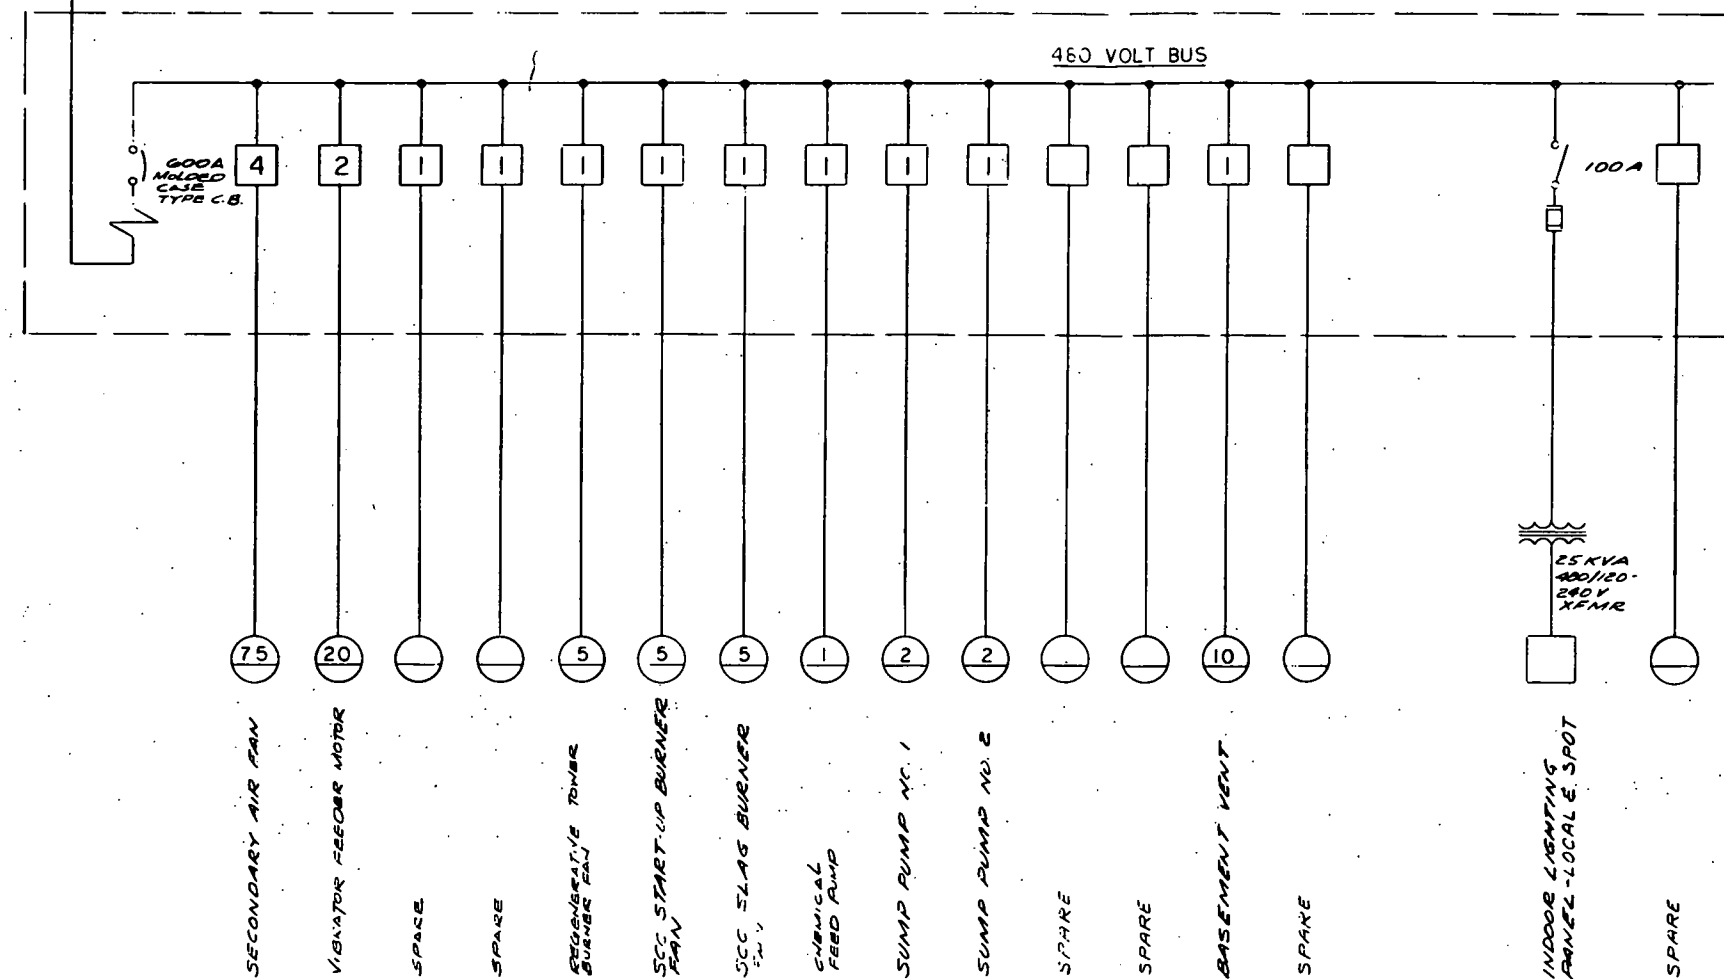 480 VOLT BUS
600A
MOLDED
CASE
TYPE C.B.
4
2
1
1
1
1
1
1
1
1
1
100 A
25 KVA
480/120-
240 V
XFMR
75
20
5
5
5
1
2
2
10
SECONDARY AIR FAN
VIBRATOR FEEDER MOTOR
SPARE
SPARE
REGENERATIVE TOWER
BURNER FAN
SCC START-UP BURNER
FAN
SCC SLAG BURNER
FAN
CHEMICAL
FEED PUMP
SUMP PUMP NO. 1
SUMP PUMP NO. 2
SPARE
SPARE
BASEMENT VENT.
SPARE
INDOOR LIGHTING
PANEL-LOCAL E. SPOT
SPARE